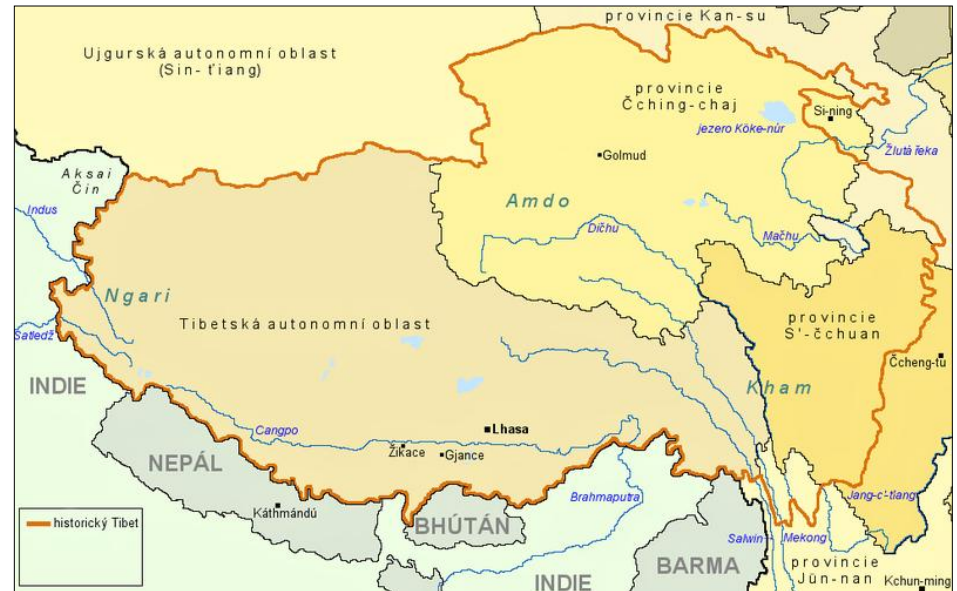 provincie Kan-su
Ujgurská autonomní oblast
(Sin-ťiang)
provincie
Čching-chaj
Si-ning
jezero Kőke-núr
Žlutá řeka
Golmud
Aksai
Čin
Indus
Amdo
Dičhu
Mačhu
Ngari
Tibetská autonomní oblast
provincie
S'-čchuan
Satledž
Čcheng-tu
INDIE
Kham
Cangpo
Lhasa
Žikace
Gjance
NEPÁL
Brahmaputra
Jang-c'-ťiang
Káthmándú
BHÚTÁN
historický Tibet
Salwin
Mekong
BARMA
provincie
Jün-nan
INDIE
Kchun-ming